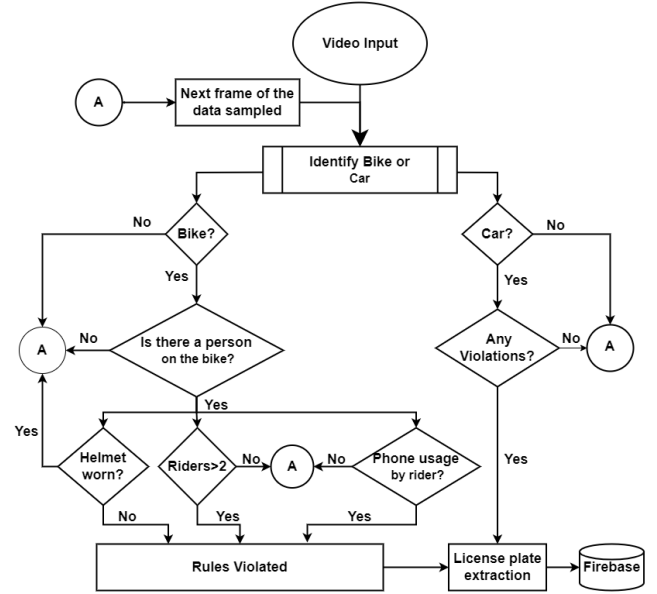 Video Input
A
Next frame of the
data sampled
Identify Bike or
Car
Bike?
No
Yes
Car?
No
Yes
A
No
Is there a person
on the bike?
Any
Violations?
No
A
Yes
Yes
Helmet
worn?
Riders>2
No
A
No
Phone usage
by rider?
Yes
No
Yes
Yes
Rules Violated
License plate
extraction
Firebase